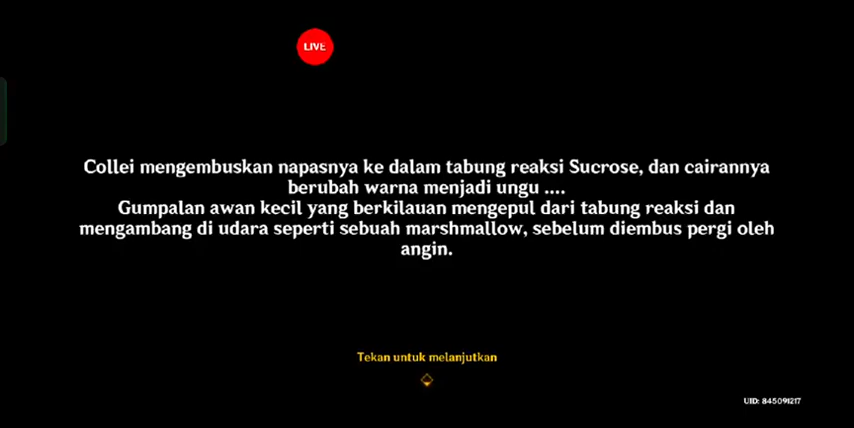 LIVE
Collei mengembuskan napasnya ke dalam tabung reaksi Sucrose, dan cairannya
berubah warna menjadi ungu ....
Gumpalan awan kecil yang berkilauan mengepul dari tabung reaksi dan
mengambang di udara seperti sebuah marshmallow, sebelum diembus pergi oleh
angin.
Tekan untuk melanjutkan
UID: 845091217